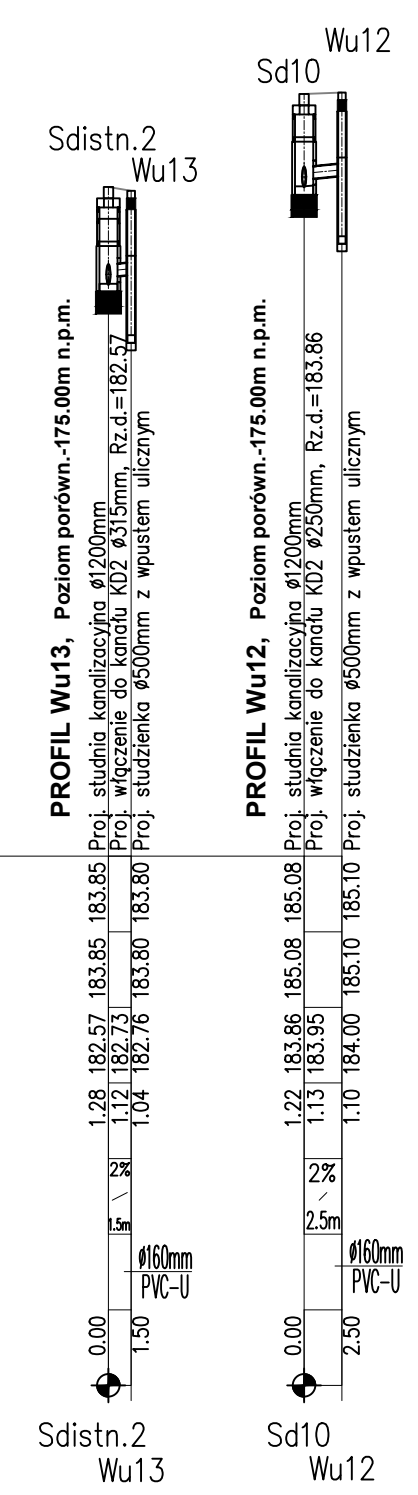 Sdistn.2
Wu13
PROFIL Wu13, Poziom porówn.-175.00m n.p.m.
Proj. studnia kanalizacyjna ø1200mm
Proj. włączenie do kanału KD2 ø315mm, Rz.d.=182.57
Proj. studzienka ø500mm z wpustem ulicznym
183.85 183.80
183.85 183.80
182.57 182.73 182.76
1.28 1.12 1.04
2%
1.5m
ø160mm
PVC-U
0.00 1.50
Sdistn.2
Wu13
Wu12
Sd10
PROFIL Wu12, Poziom porówn.-175.00m n.p.m.
Proj. studnia kanalizacyjna ø1200mm
Proj. włączenie do kanału KD2 ø250mm, Rz.d.=183.86
Proj. studzienka ø500mm z wpustem ulicznym
185.08 185.10
185.08 185.10
183.86 183.95 184.00
1.22 1.13 1.10
2%
2.5m
ø160mm
PVC-U
0.00 2.50
Sd10
Wu12